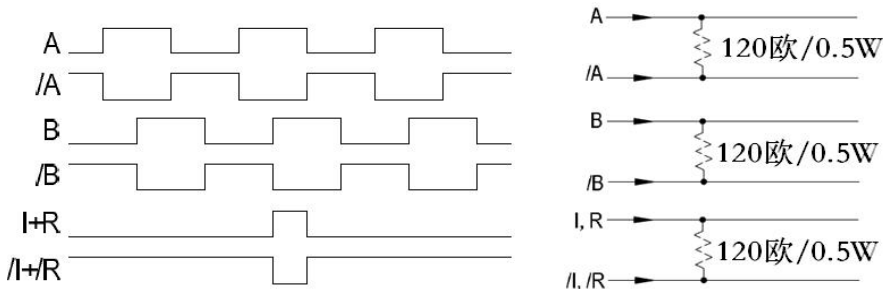 A
/A
B
/B
I+R
/I+/R
A
120欧/0.5W
/A
B
120欧/0.5W
/B
I, R
120欧/0.5W
/I, /R